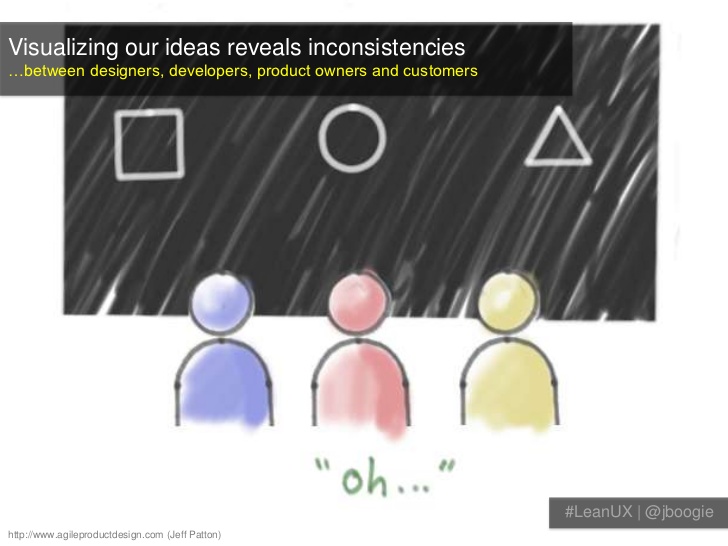 Visualizing our ideas reveals inconsistencies
…between designers, developers, product owners and customers
"oh..."
#LeanUX | @jboogie
http://www.agileproductdesign.com (Jeff Patton)